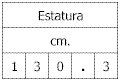 Estatura
cm.
1 3 0 . 3